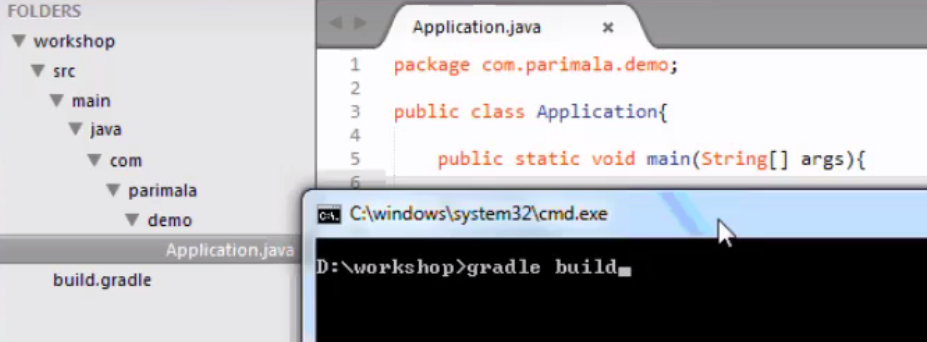 FOLDERS
workshop
src
main
java
com
parimala
demo
Application.java
build.gradle
Application.java ×
1 package com.parimala.demo;
2
3 public class Application{
4
5 public static void main(String[] args){
6
C:\windows\system32\cmd.exe
D:\workshop>gradle build